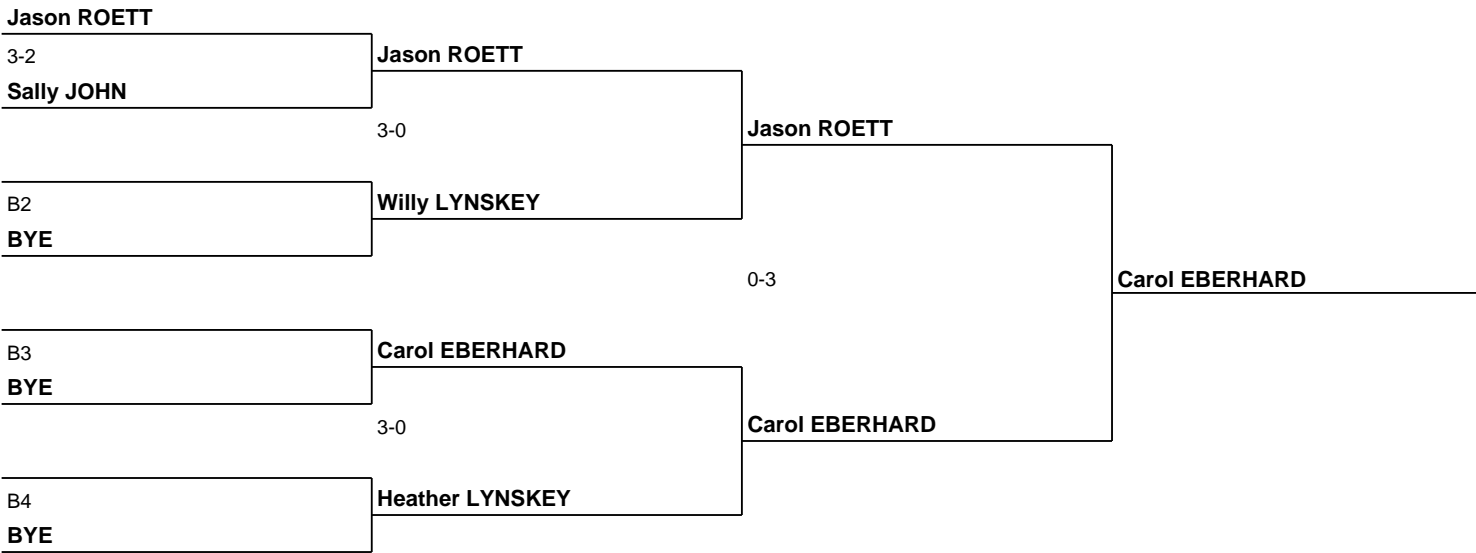 Jason ROETT
3-2
Jason ROETT
Sally JOHN
3-0
Jason ROETT
B2
Willy LYNSKEY
BYE
0-3
Carol EBERHARD
B3
Carol EBERHARD
BYE
3-0
Carol EBERHARD
B4
Heather LYNSKEY
BYE